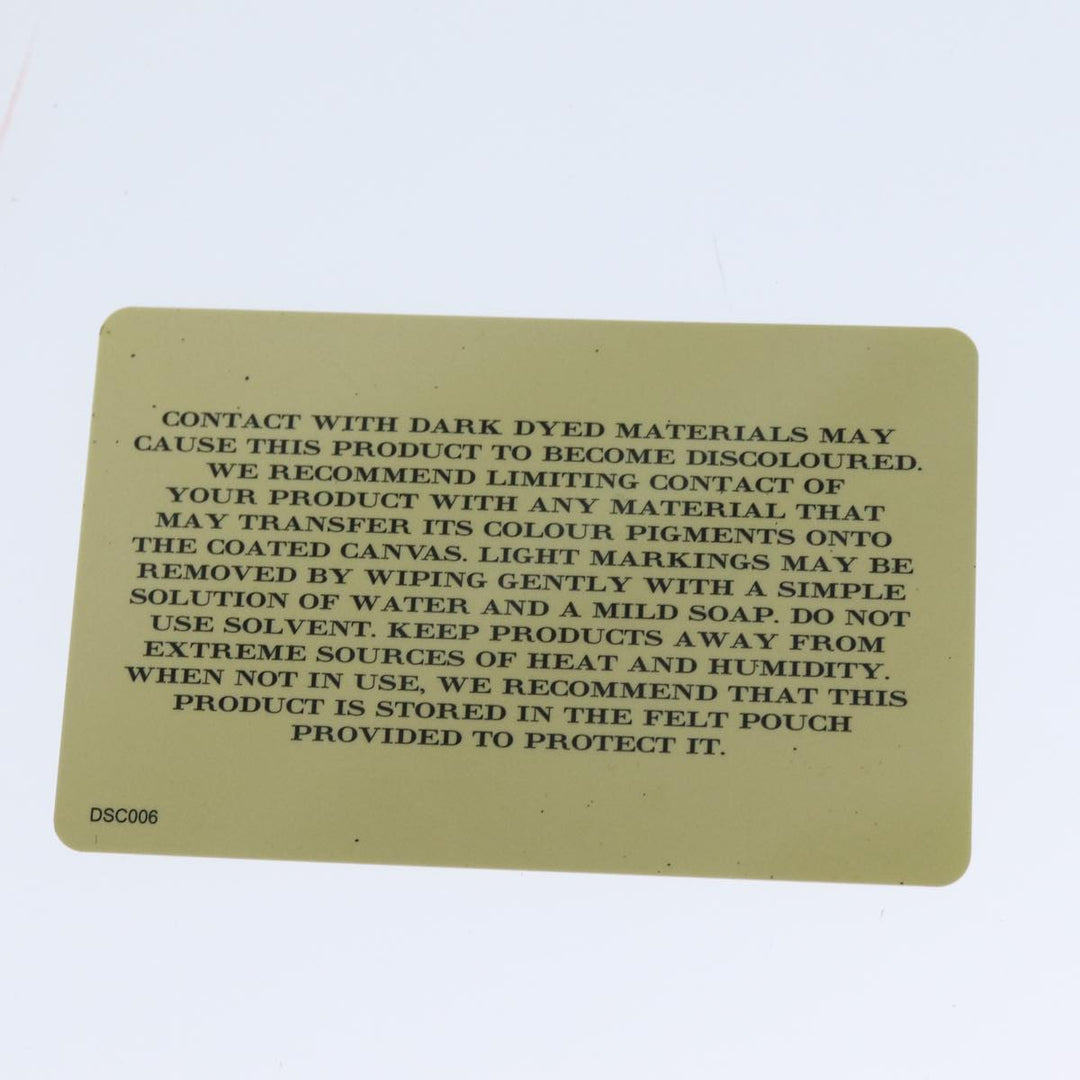 CONTACT WITH DARK DYED MATERIALS MAY
CAUSE THIS PRODUCT TO BECOME DISCOLOURED.
WE RECOMMEND LIMITING CONTACT OF
YOUR PRODUCT WITH ANY MATERIAL THAT
MAY TRANSFER ITS COLOUR PIGMENTS ONTO
THE COATED CANVAS. LIGHT MARKINGS MAY BE
REMOVED BY WIPING GENTLY WITH A SIMPLE
SOLUTION OF WATER AND A MILD SOAP. DO NOT
USE SOLVENT. KEEP PRODUCTS AWAY FROM
EXTREME SOURCES OF HEAT AND HUMIDITY.
WHEN NOT IN USE, WE RECOMMEND THAT THIS
PRODUCT IS STORED IN THE FELT POUCH
PROVIDED TO PROTECT IT.
DSC006